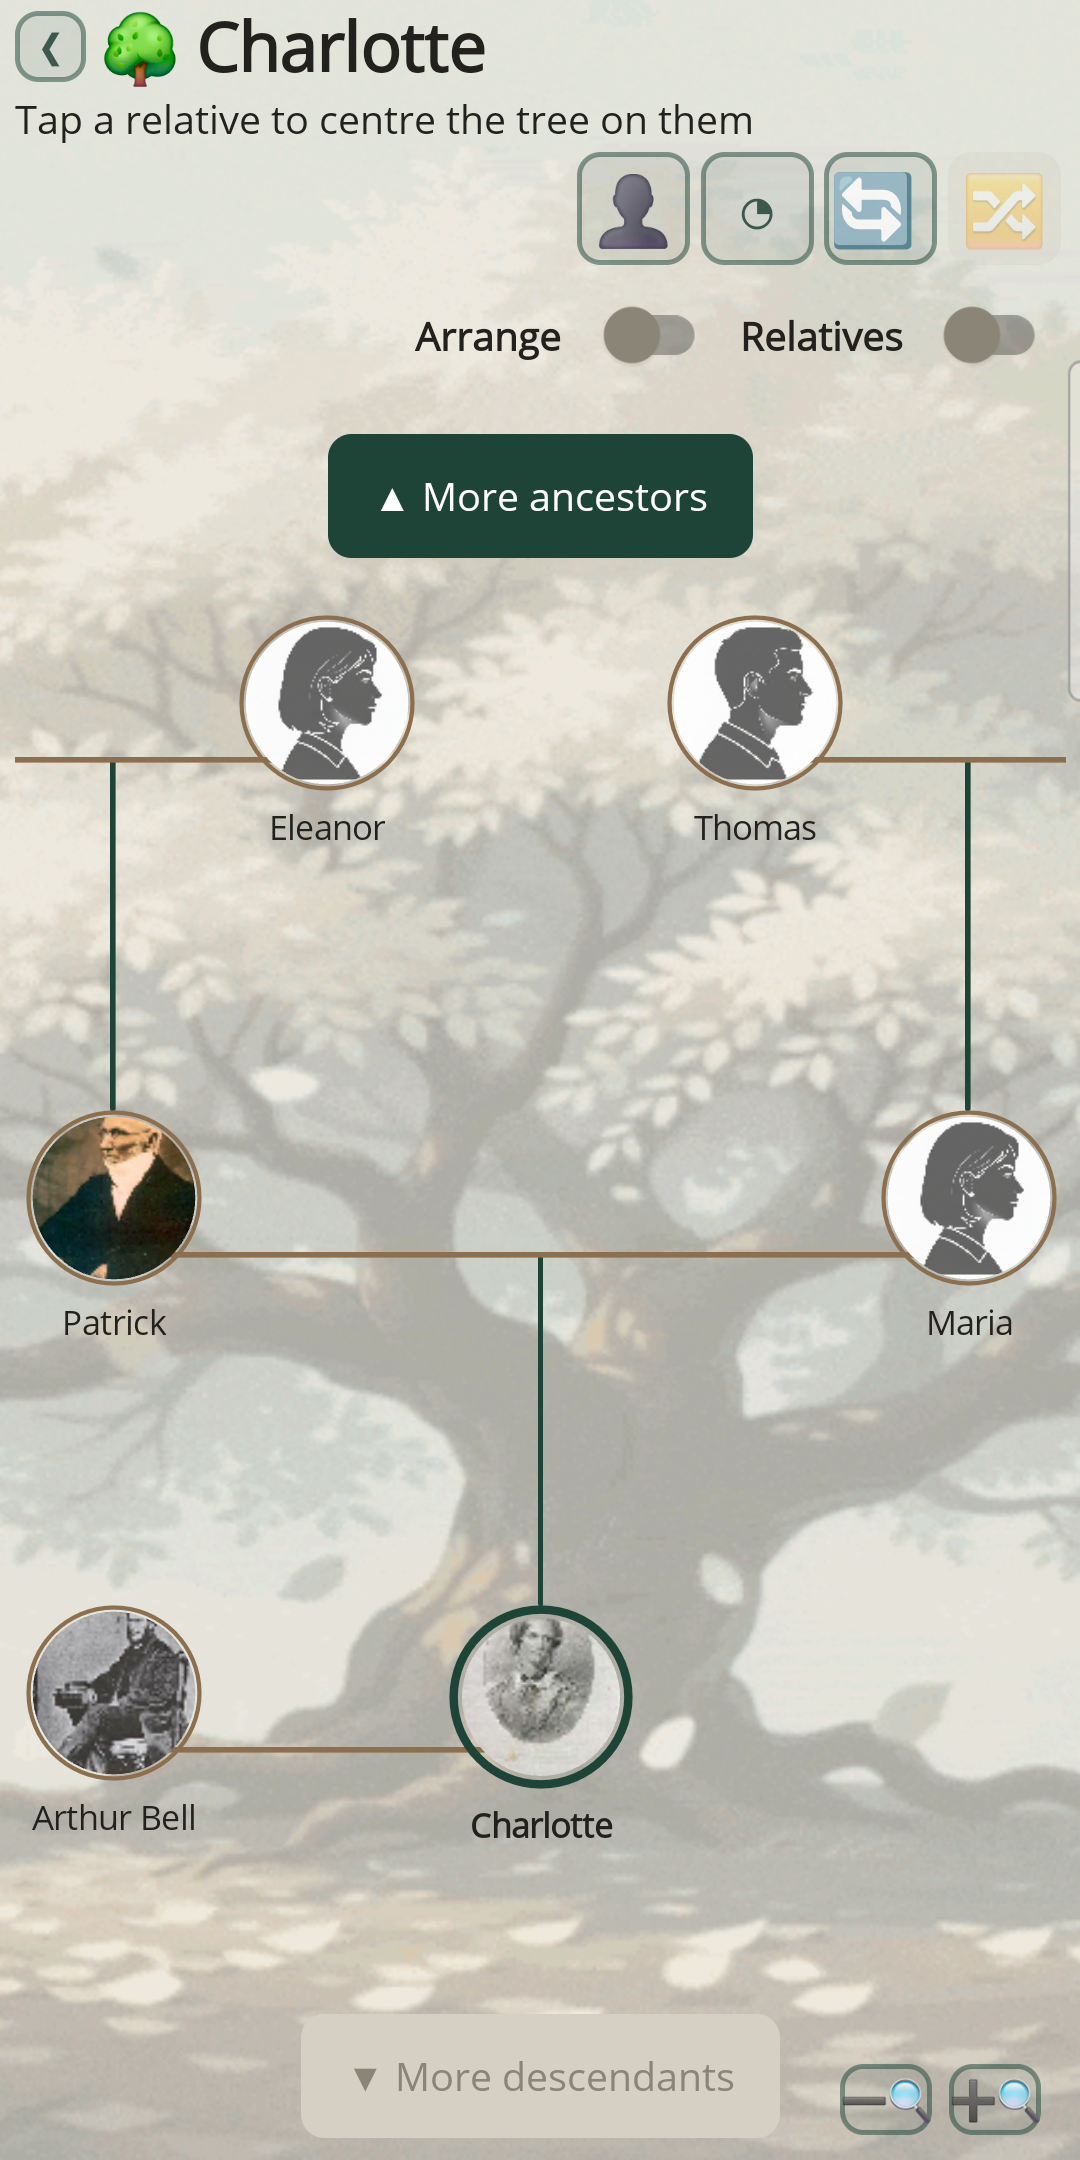 Charlotte
Tap a relative to centre the tree on them
Arrange
Relatives
▲ More ancestors
Eleanor
Thomas
Patrick
Maria
Arthur Bell
Charlotte
▼ More descendants